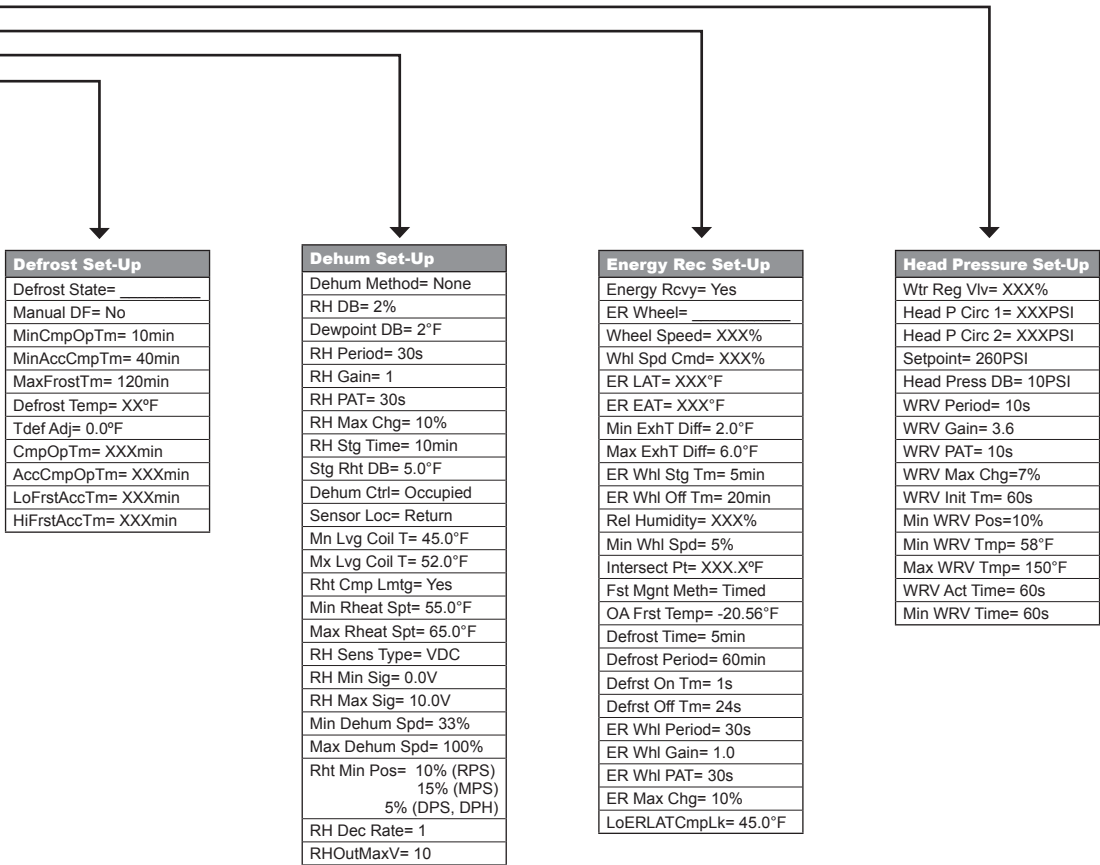 Defrost Set-Up
Defrost State= __________
Manual DF= No
MinCmpOpTm= 10min
MinAccCmpTm= 40min
MaxFrostTm= 120min
Defrost Temp= XXºF
Tdef Adj= 0.0ºF
CmpOpTm= XXXmin
AccCmpOpTm= XXXmin
LoFrstAccTm= XXXmin
HiFrstAccTm= XXXmin
Dehum Set-Up
Dehum Method= None
RH DB= 2%
Dewpoint DB= 2°F
RH Period= 30s
RH Gain= 1
RH PAT= 30s
RH Max Chg= 10%
RH Stg Time= 10min
Stg Rht DB= 5.0°F
Dehum Ctrl= Occupied
Sensor Loc= Return
Mn Lvg Coil T= 45.0°F
Mx Lvg Coil T= 52.0°F
Rht Cmp Lmtg= Yes
Min Rheat Spt= 55.0°F
Max Rheat Spt= 65.0°F
RH Sens Type= VDC
RH Min Sig= 0.0V
RH Max Sig= 10.0V
Min Dehum Spd= 33%
Max Dehum Spd= 100%
Rht Min Pos= 10% (RPS)
15% (MPS)
5% (DPS, DPH)
RH Dec Rate= 1
RHOutMaxV= 10
Energy Rec Set-Up
Energy Rcvy= Yes
ER Wheel= ____________
Wheel Speed= XXX%
Whl Spd Cmd= XXX%
ER LAT= XXX°F
ER EAT= XXX°F
Min ExhT Diff= 2.0°F
Max ExhT Diff= 6.0°F
ER Whl Stg Tm= 5min
ER Whl Off Tm= 20min
Rel Humidity= XXX%
Min Whl Spd= 5%
Intersect Pt= XXX.XºF
Fst Mgnt Meth= Timed
OA Frst Temp= -20.56°F
Defrost Time= 5min
Defrost Period= 60min
Defrst On Tm= 1s
Defrst Off Tm= 24s
ER Whl Period= 30s
ER Whl Gain= 1.0
ER Whl PAT= 30s
ER Max Chg= 10%
LoERLATCmpLk= 45.0°F
Head Pressure Set-Up
Wtr Reg Vlv= XXX%
Head P Circ 1= XXXPSI
Head P Circ 2= XXXPSI
Setpoint= 260PSI
Head Press DB= 10PSI
WRV Period= 10s
WRV Gain= 3.6
WRV PAT= 10s
WRV Max Chg=7%
WRV Init Tm= 60s
Min WRV Pos=10%
Min WRV Tmp= 58°F
Max WRV Tmp= 150°F
WRV Act Time= 60s
Min WRV Time= 60s